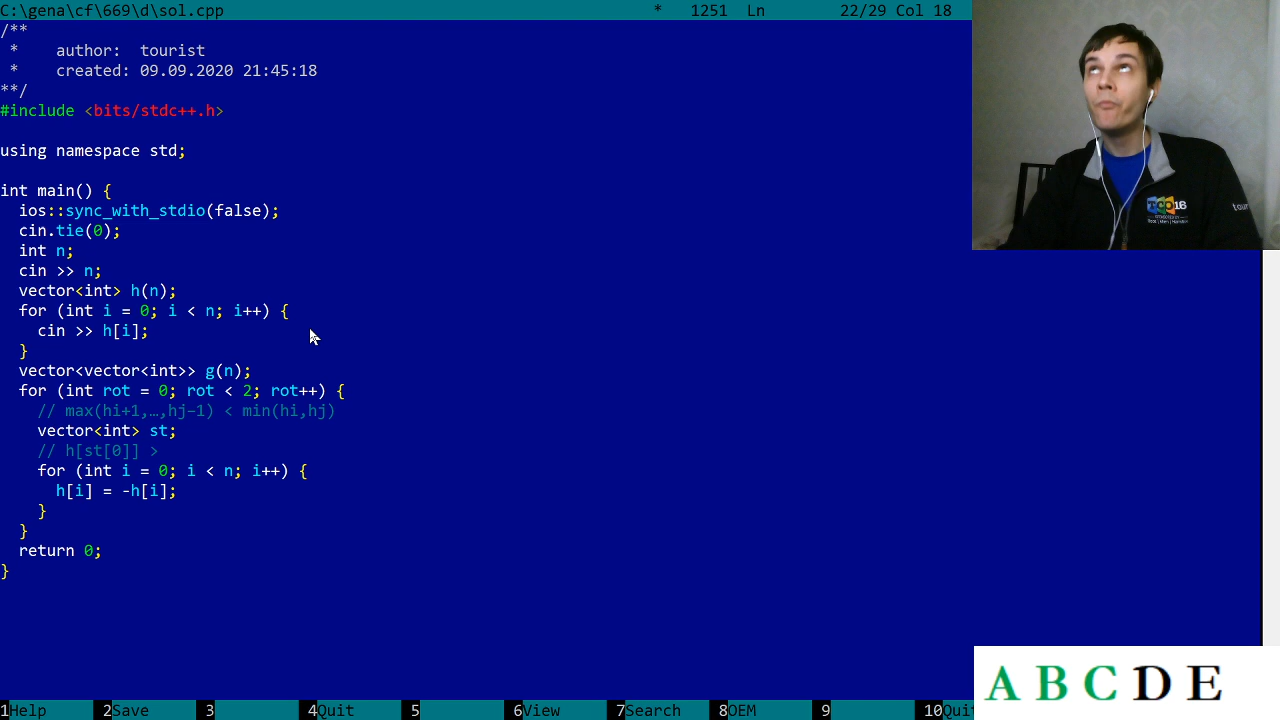 C:\gena\cf\669\d\sol.cpp * 1251 Ln 22/29 Col 18
/**
 *    author:  tourist
 *    created: 09.09.2020 21:45:18
**/
#include <bits/stdc++.h>

using namespace std;

int main() {
  ios::sync_with_stdio(false);
  cin.tie(0);
  int n;
  cin >> n;
  vector<int> h(n);
  for (int i = 0; i < n; i++) {
    cin >> h[i];
  }
  vector<vector<int>> g(n);
  for (int rot = 0; rot < 2; rot++) {
    // max(hi+1,…,hj−1) < min(hi,hj)
    vector<int> st;
    // h[st[0]] >
    for (int i = 0; i < n; i++) {
      h[i] = -h[i];
    }
  }
  return 0;
}
1Help 2Save 3 4Quit 5 6View 7Search 8OEM 9 10Quit
TCO18
tour
A B C D E